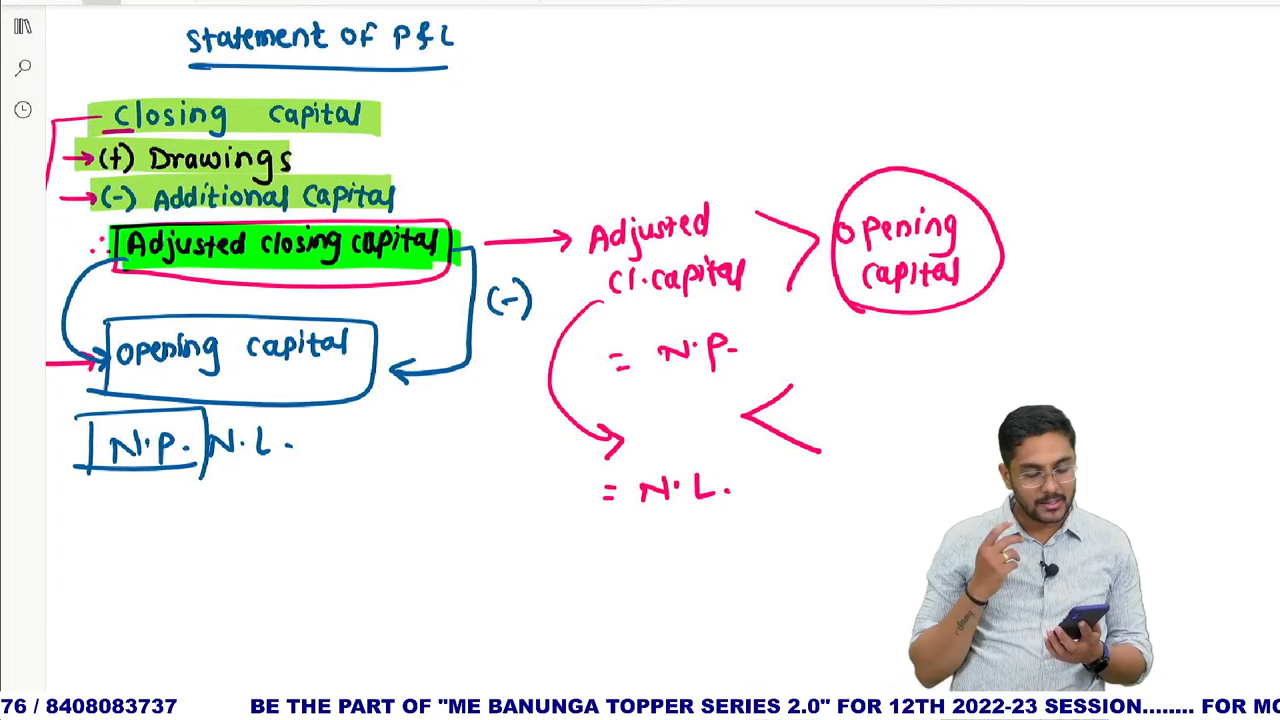 Statement of P & L
Closing capital
(+) Drawings
(-) Additional capital
∴ Adjusted closing capital
(-)
Opening capital
N.P. N.L.
Adjusted
cl. capital
>
Opening
capital
= N.P.
<
= N.L.
76 / 8408083737 BE THE PART OF "ME BANUNGA TOPPER SERIES 2.0" FOR 12TH 2022-23 SESSION........ FOR MO